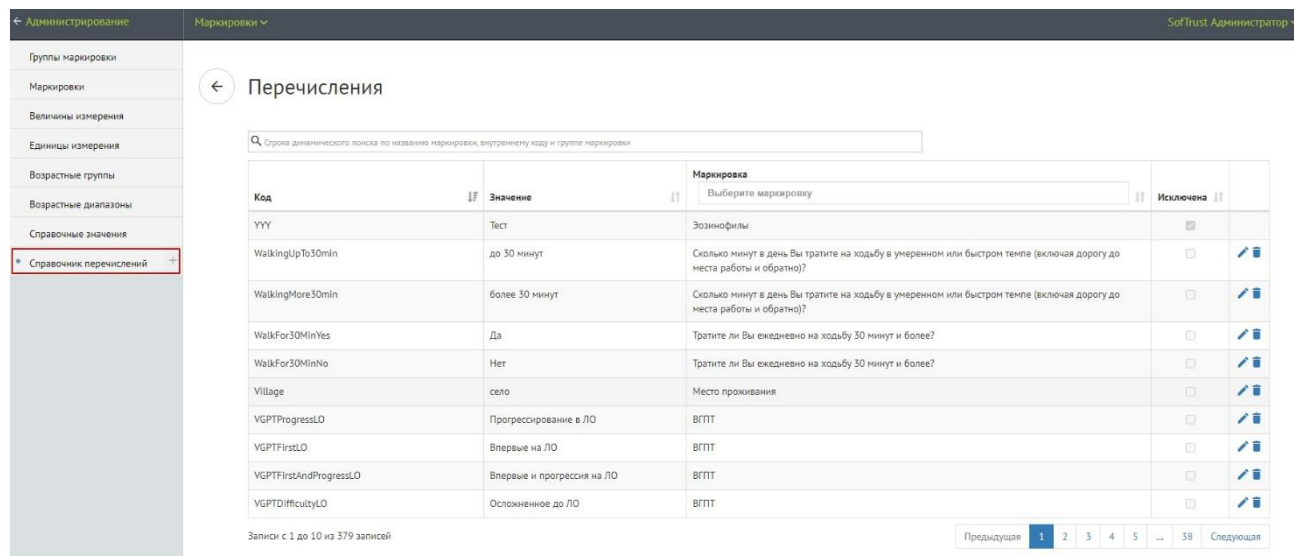 ← Администрирование
Маркировки
SofTrust Администратор
Группы маркировки
Маркировки
Величины измерения
Единицы измерения
Возрастные группы
Возрастные диапазоны
Справочные значения
Справочник перечислений +
← Перечисления
Строка динамического поиска по названию маркировки, внутреннему коду и группе маркировки
Код Значение Маркировка Исключена
Выберите маркировку
YYY Тест Эозинофилы
WalkingUpTo30min до 30 минут Сколько минут в день Вы тратите на ходьбу в умеренном или быстром темпе (включая дорогу до
места работы и обратно)?
WalkingMore30min более 30 минут Сколько минут в день Вы тратите на ходьбу в умеренном или быстром темпе (включая дорогу до
места работы и обратно)?
WalkFor30MinYes Да Тратите ли Вы ежедневно на ходьбу 30 минут и более?
WalkFor30MinNo Нет Тратите ли Вы ежедневно на ходьбу 30 минут и более?
Village село Место проживания
VGPTProgressLO Прогрессирование в ЛО ВГПТ
VGPTFirstLO Впервые на ЛО ВГПТ
VGPTFirstAndProgressLO Впервые и прогрессия на ЛО ВГПТ
VGPTDifficultyLO Осложненное до ЛО ВГПТ
Записи с 1 до 10 из 379 записей
Предыдущая 1 2 3 4 5 ... 38 Следующая